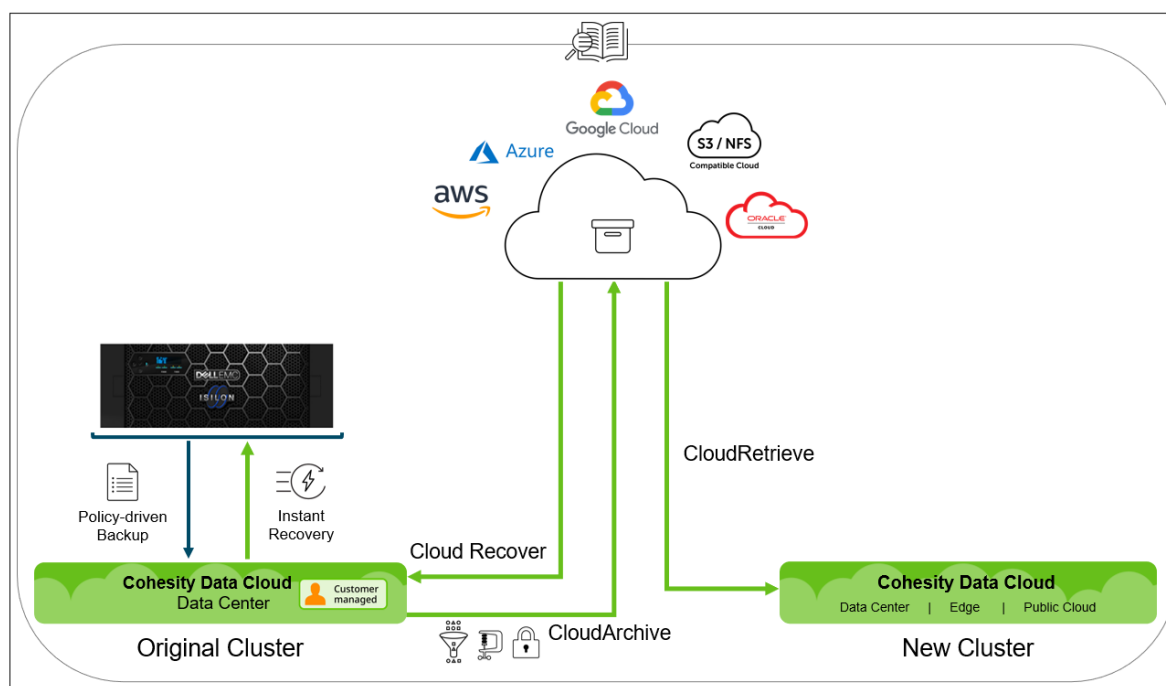 Google Cloud
Azure
S3 / NFS
Compatible Cloud
aws
ORACLE
CLOUD
DELLEMC
ISILON
CloudRetrieve
Policy-driven
Backup
Instant
Recovery
Cloud Recover
Cohesity Data Cloud
Data Center
Customer
managed
Cohesity Data Cloud
Data Center | Edge | Public Cloud
CloudArchive
Original Cluster
New Cluster